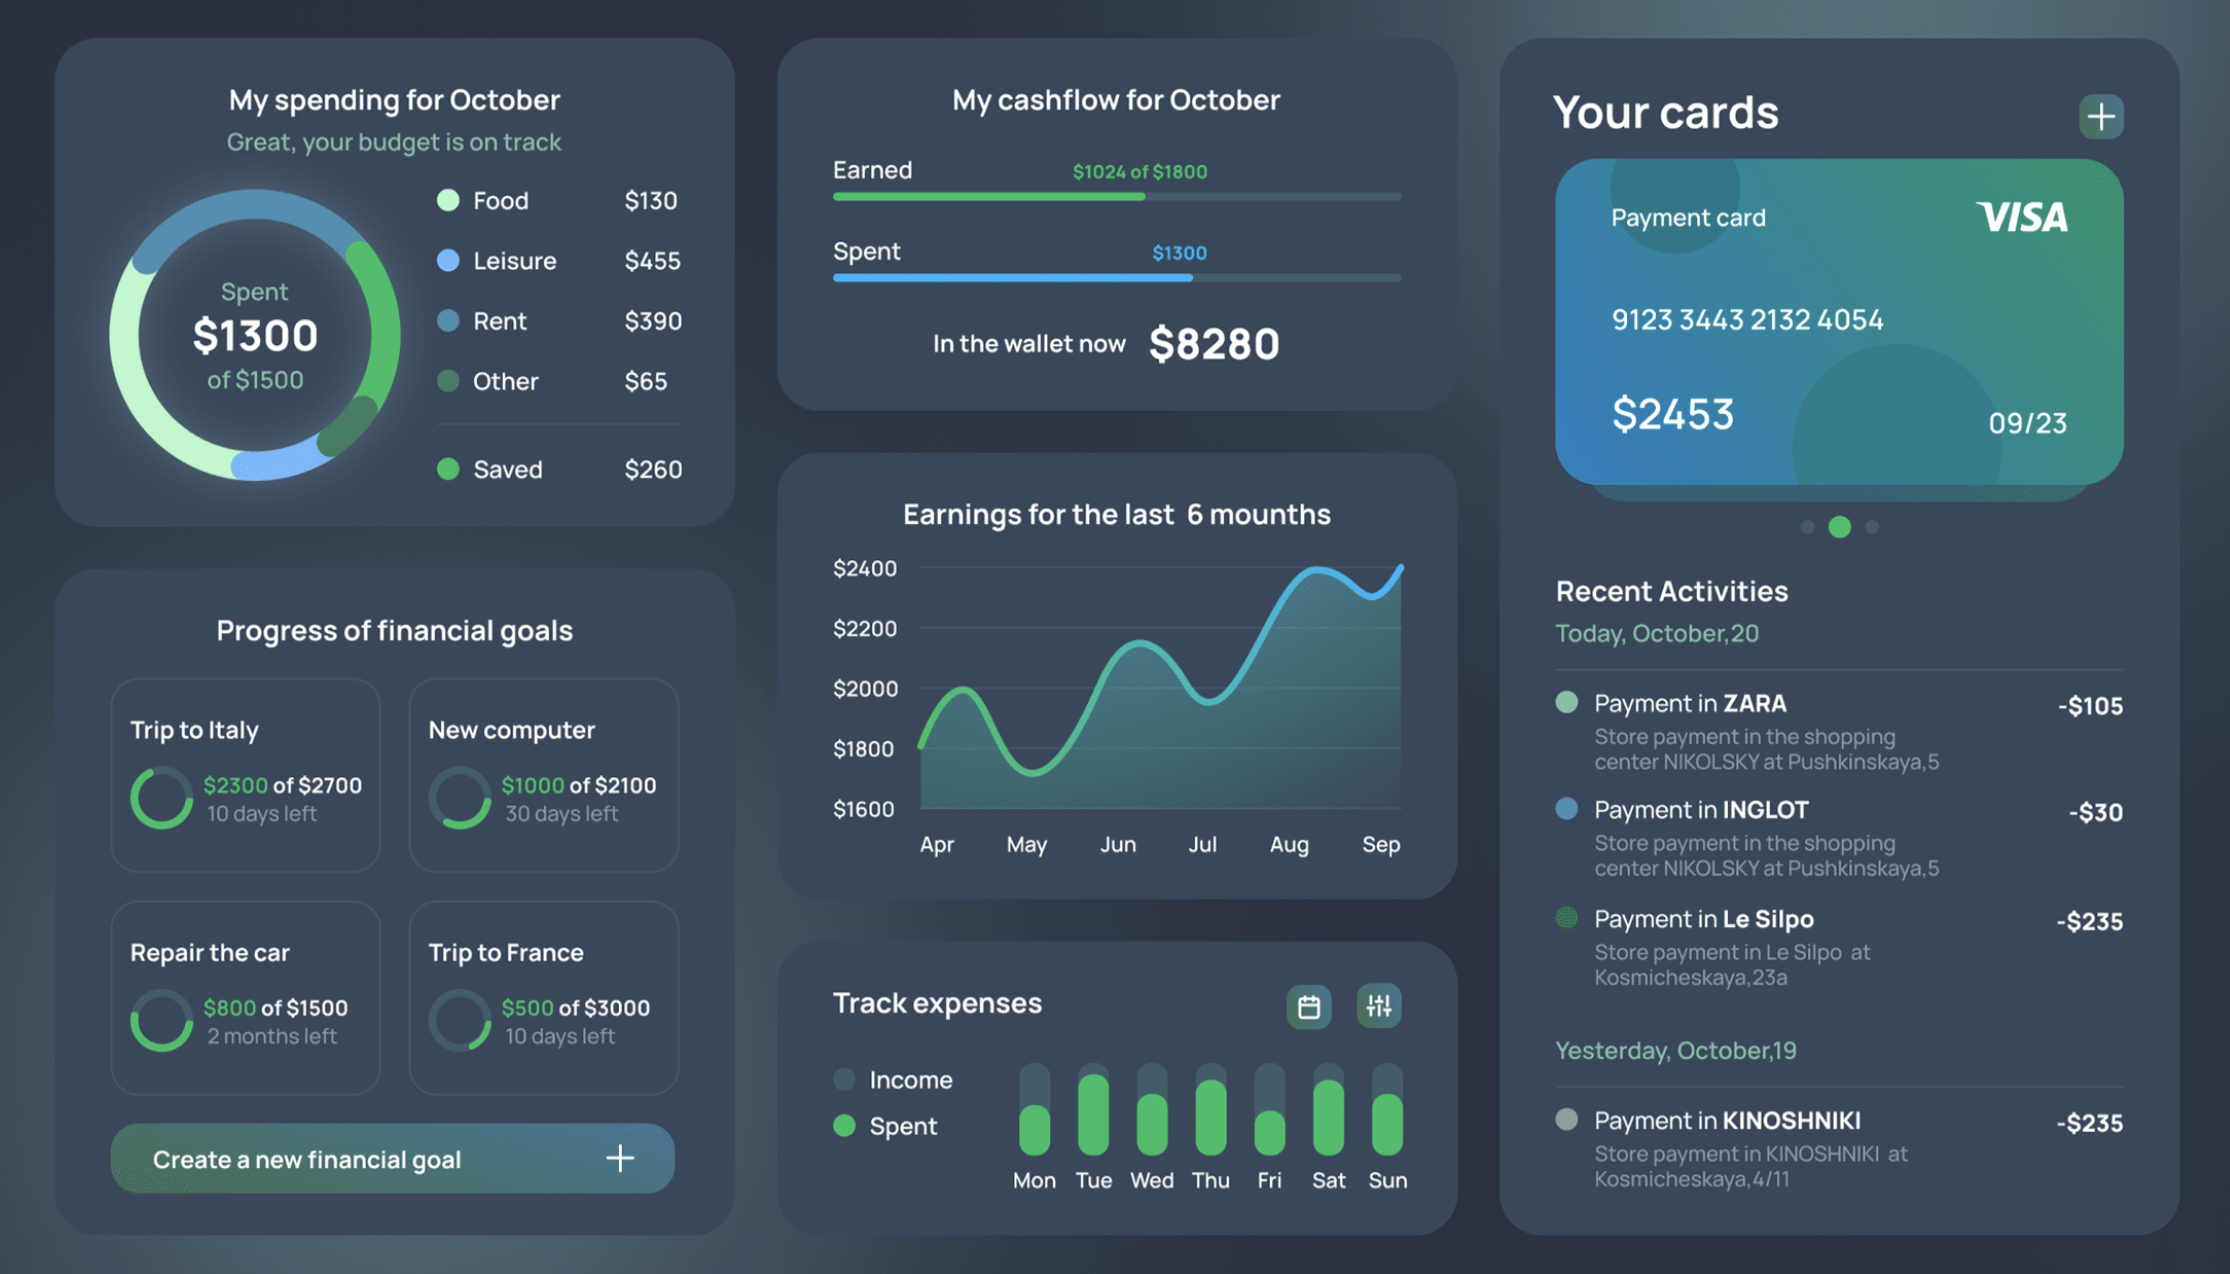 My spending for October
Great, your budget is on track
Spent
$1300
of $1500
Food $130
Leisure $455
Rent $390
Other $65
Saved $260
Progress of financial goals
Trip to Italy
$2300 of $2700
10 days left
New computer
$1000 of $2100
30 days left
Repair the car
$800 of $1500
2 months left
Trip to France
$500 of $3000
10 days left
Create a new financial goal
My cashflow for October
Earned $1024 of $1800
Spent $1300
In the wallet now $8280
Earnings for the last 6 mounths
$2400
$2200
$2000
$1800
$1600
Apr May Jun Jul Aug Sep
Track expenses
Income
Spent
Mon Tue Wed Thu Fri Sat Sun
Your cards
Payment card VISA
9123 3443 2132 4054
$2453 09/23
Recent Activities
Today, October,20
Payment in ZARA -$105
Store payment in the shopping
center NIKOLSKY at Pushkinskaya,5
Payment in INGLOT -$30
Store payment in the shopping
center NIKOLSKY at Pushkinskaya,5
Payment in Le Silpo -$235
Store payment in Le Silpo at
Kosmicheskaya,23a
Yesterday, October,19
Payment in KINOSHNIKI -$235
Store payment in KINOSHNIKI at
Kosmicheskaya,4/11